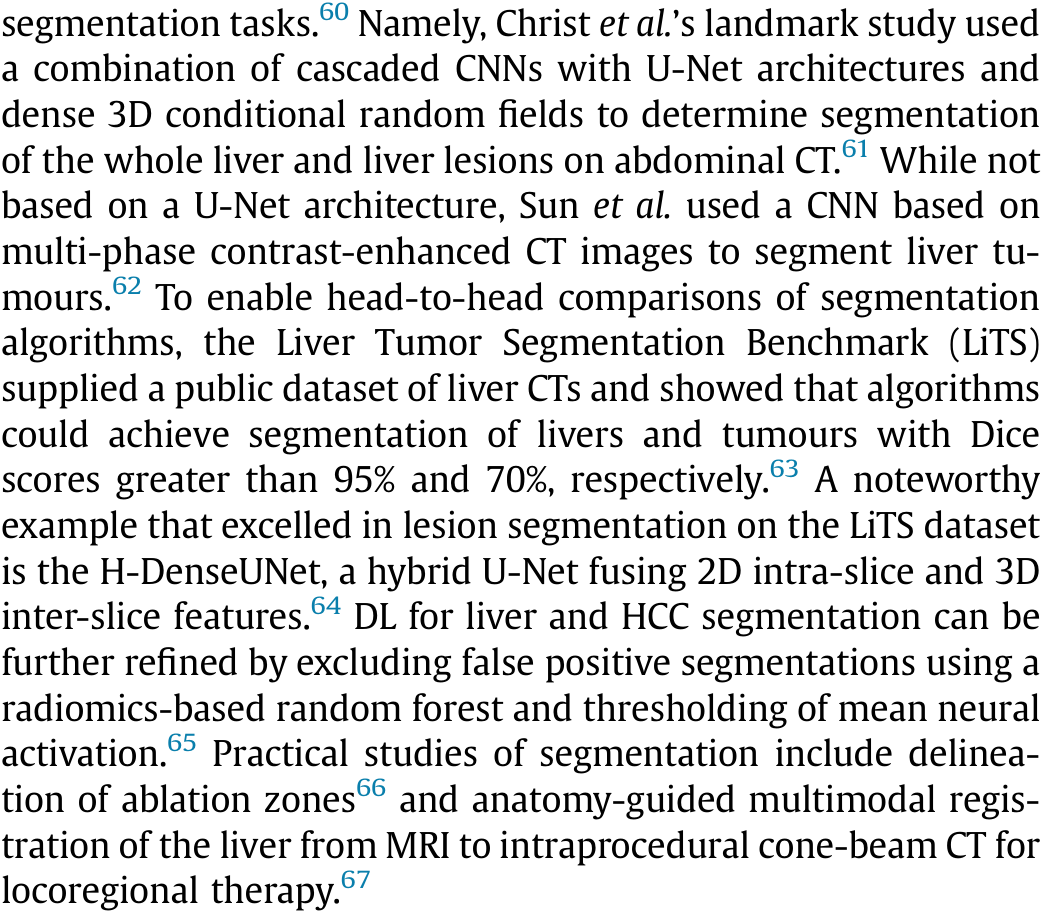 segmentation tasks.60 Namely, Christ et al.’s landmark study used
a combination of cascaded CNNs with U-Net architectures and
dense 3D conditional random fields to determine segmentation
of the whole liver and liver lesions on abdominal CT.61 While not
based on a U-Net architecture, Sun et al. used a CNN based on
multi-phase contrast-enhanced CT images to segment liver tu-
mours.62 To enable head-to-head comparisons of segmentation
algorithms, the Liver Tumor Segmentation Benchmark (LiTS)
supplied a public dataset of liver CTs and showed that algorithms
could achieve segmentation of livers and tumours with Dice
scores greater than 95% and 70%, respectively.63 A noteworthy
example that excelled in lesion segmentation on the LiTS dataset
is the H-DenseUNet, a hybrid U-Net fusing 2D intra-slice and 3D
inter-slice features.64 DL for liver and HCC segmentation can be
further refined by excluding false positive segmentations using a
radiomics-based random forest and thresholding of mean neural
activation.65 Practical studies of segmentation include delinea-
tion of ablation zones66 and anatomy-guided multimodal regis-
tration of the liver from MRI to intraprocedural cone-beam CT for
locoregional therapy.67